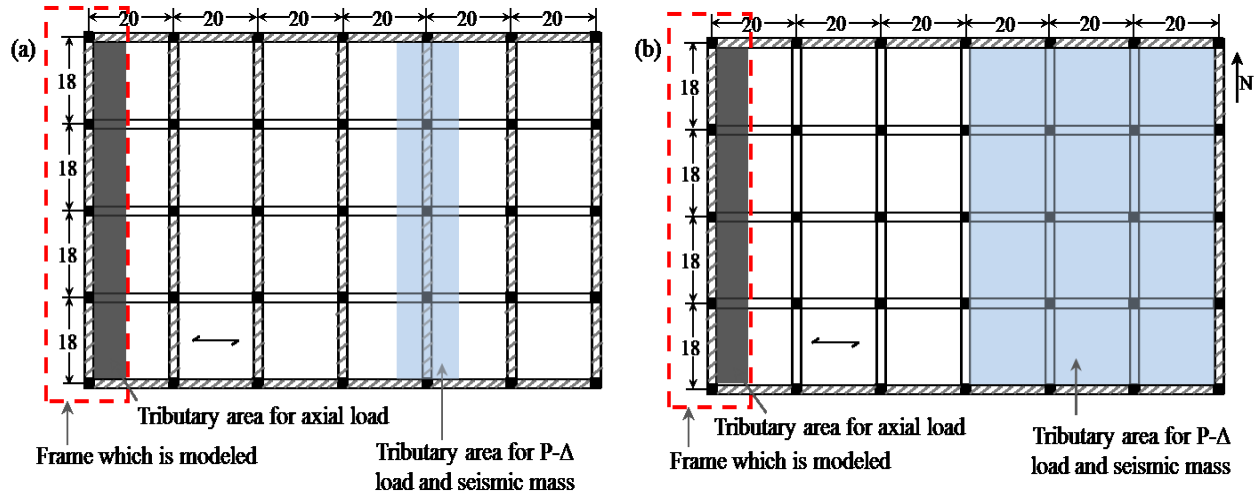 20 20 20 20 20 20
(a)
18
18
18
18
Tributary area for axial load
Frame which is modeled
Tributary area for P-Δ
load and seismic mass
20 20 20 20 20 20
(b)
N
18
18
18
18
Tributary area for axial load
Frame which is modeled
Tributary area for P-Δ
load and seismic mass